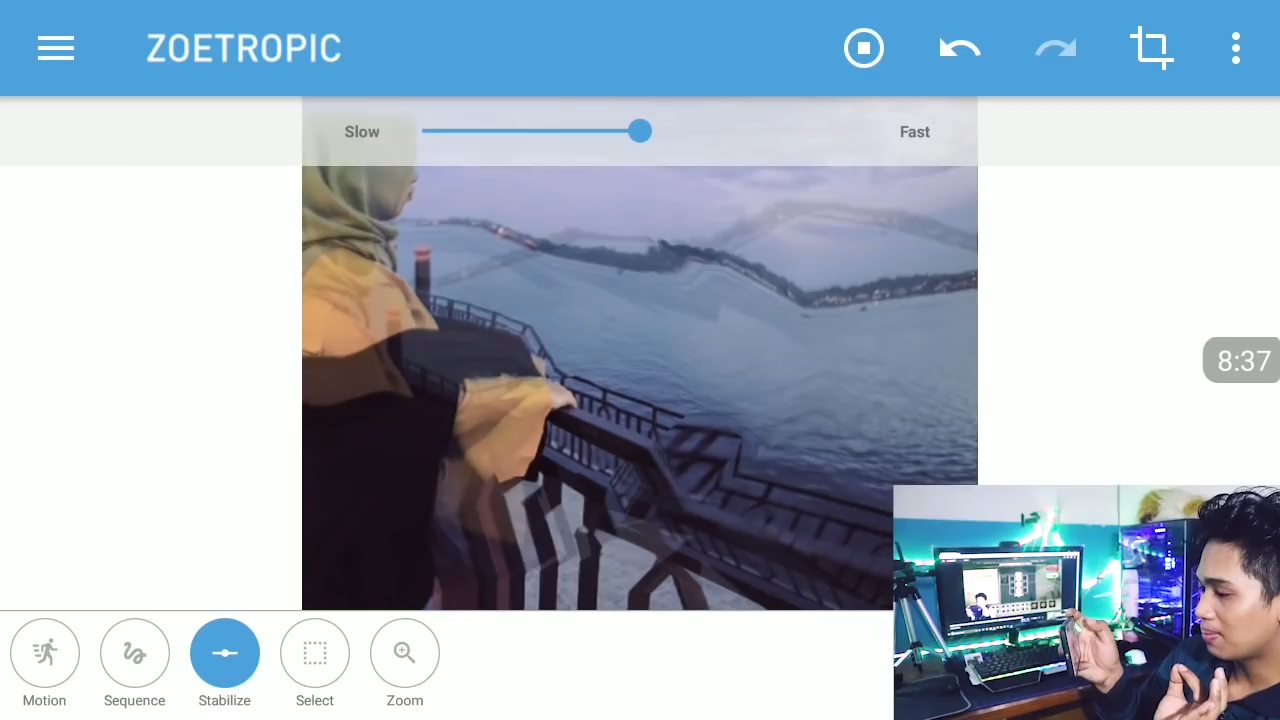 ZOETROPIC
Slow
Fast
8:37
Motion
Sequence
Stabilize
Select
Zoom